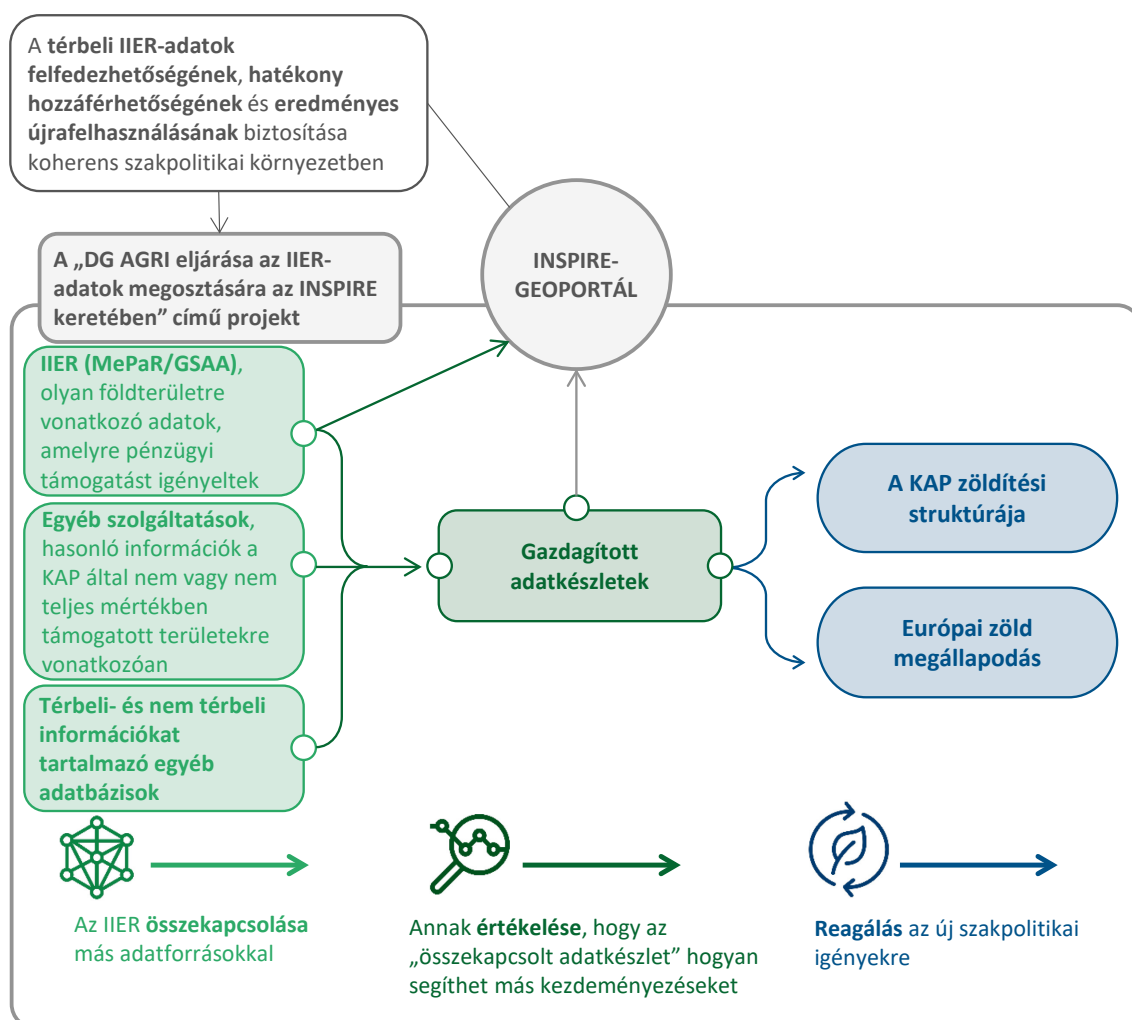 A térbeli IIER-adatok
felfedezhetőségének, hatékony
hozzáférhetőségének és eredményes
újrafelhasználásának biztosítása
koherens szakpolitikai környezetben
INSPIRE-
GEOPORTÁL
A „DG AGRI eljárása az IIER-
adatok megosztására az INSPIRE
keretében” című projekt
IIER (MePaR/GSAA),
olyan földterületre
vonatkozó adatok,
amelyre pénzügyi
támogatást igényeltek
Egyéb szolgáltatások,
hasonló információk a
KAP által nem vagy nem
teljes mértékben
támogatott területekre
vonatkozóan
Térbeli- és nem térbeli
információkat
tartalmazó egyéb
adatbázisok
Gazdagított
adatkészletek
A KAP zöldítési
struktúrája
Európai zöld
megállapodás
Az IIER összekapcsolása
más adatforrásokkal
Annak értékelése, hogy az
„összekapcsolt adatkészlet” hogyan
segíthet más kezdeményezéseket
Reagálás az új szakpolitikai
igényekre